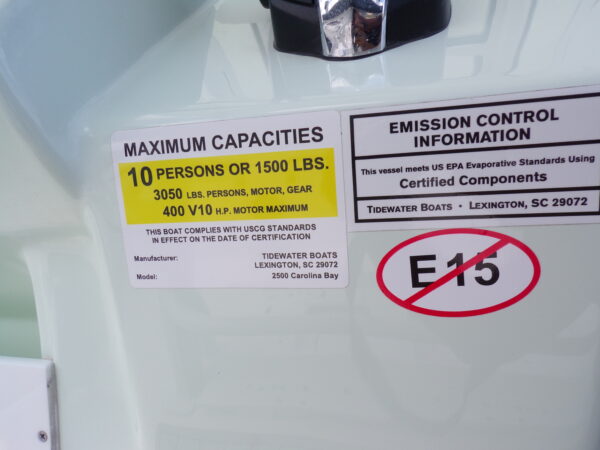 MAXIMUM CAPACITIES
10 PERSONS OR 1500 LBS.
3050 LBS. PERSONS, MOTOR, GEAR
400 V10 H.P. MOTOR MAXIMUM
THIS BOAT COMPLIES WITH USCG STANDARDS
IN EFFECT ON THE DATE OF CERTIFICATION
Manufacturer: TIDEWATER BOATS
LEXINGTON, SC 29072
Model: 2500 Carolina Bay
EMISSION CONTROL
INFORMATION
This vessel meets US EPA Evaporative Standards Using
Certified Components
TIDEWATER BOATS • LEXINGTON, SC 29072
E15